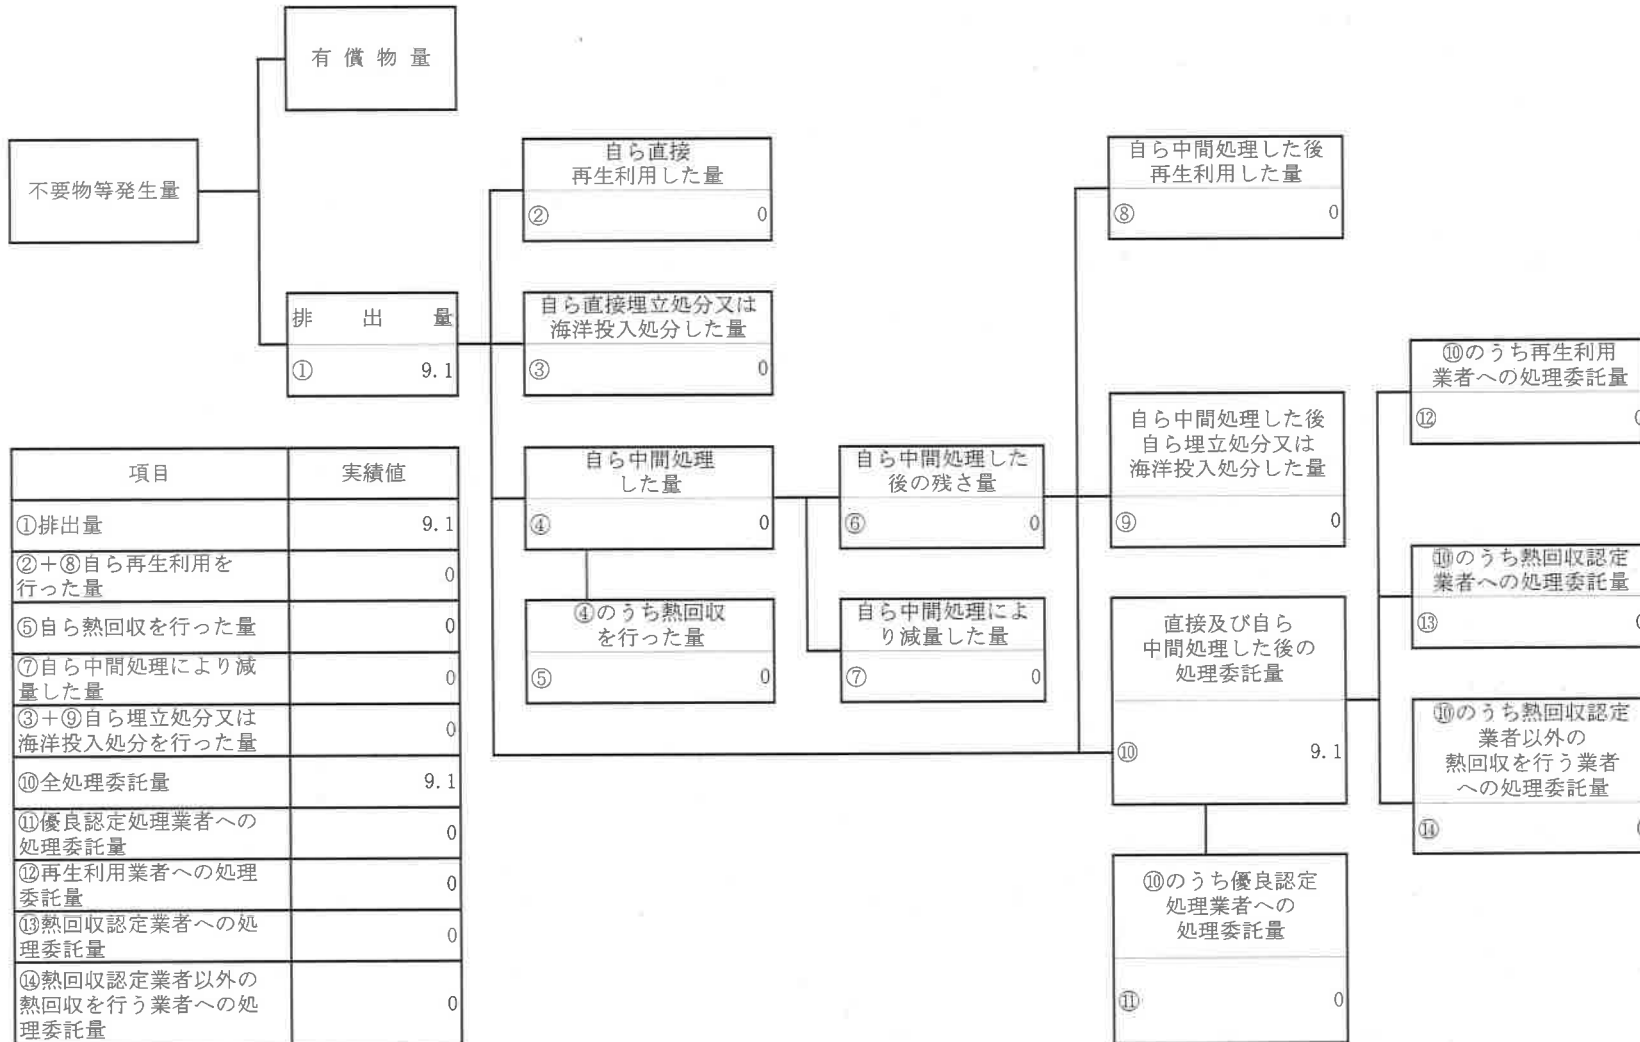 有 償 物 量
不要物等発生量
排 出 量
① 9.1
自ら直接
再生利用した量
② 0
自ら直接埋立処分又は
海洋投入処分した量
③ 0
自ら中間処理
した量
④ 0
④のうち熱回収
を行った量
⑤ 0
自ら中間処理した
後の残さ量
⑥ 0
自ら中間処理によ
り減量した量
⑦ 0
自ら中間処理した後
再生利用した量
⑧ 0
自ら中間処理した後
自ら埋立処分又は
海洋投入処分した量
⑨ 0
直接及び自ら
中間処理した後の
処理委託量
⑩ 9.1
⑩のうち優良認定
処理業者への
処理委託量
⑪ 0
⑩のうち再生利用
業者への処理委託量
⑫ 0
⑩のうち熱回収認定
業者への処理委託量
⑬ 0
⑩のうち熱回収認定
業者以外の
熱回収を行う業者
への処理委託量
⑭ 0
項目 実績値
①排出量 9.1
②+⑧自ら再生利用を
行った量 0
⑤自ら熱回収を行った量 0
⑦自ら中間処理により減
量した量 0
③+⑨自ら埋立処分又は
海洋投入処分を行った量 0
⑩全処理委託量 9.1
⑪優良認定処理業者への
処理委託量 0
⑫再生利用業者への処理
委託量 0
⑬熱回収認定業者への処
理委託量 0
⑭熱回収認定業者以外の
熱回収を行う業者への処
理委託量 0